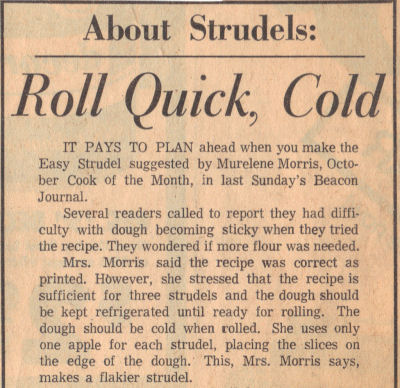 About Strudels:
Roll Quick, Cold
IT PAYS TO PLAN ahead when you make the
Easy Strudel suggested by Murelene Morris, Octo-
ber Cook of the Month, in last Sunday's Beacon
Journal.
Several readers called to report they had diffi-
culty with dough becoming sticky when they tried
the recipe. They wondered if more flour was needed.
Mrs. Morris said the recipe was correct as
printed. However, she stressed that the recipe is
sufficient for three strudels and the dough should
be kept refrigerated until ready for rolling. The
dough should be cold when rolled. She uses only
one apple for each strudel, placing the slices on
the edge of the dough. This, Mrs. Morris says,
makes a flakier strudel.